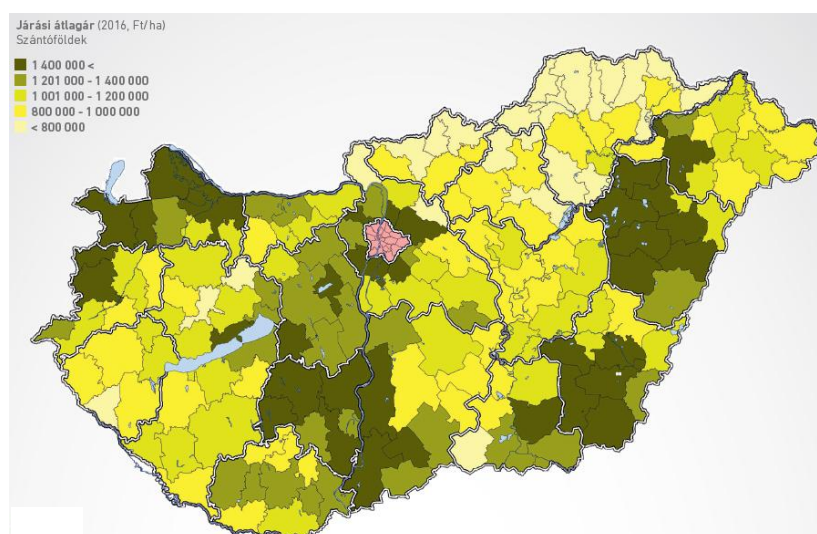 Járási átlagár (2016, Ft/ha)
Szántóföldek
1 400 000 <
1 201 000 - 1 400 000
1 001 000 - 1 200 000
800 000 - 1 000 000
< 800 000